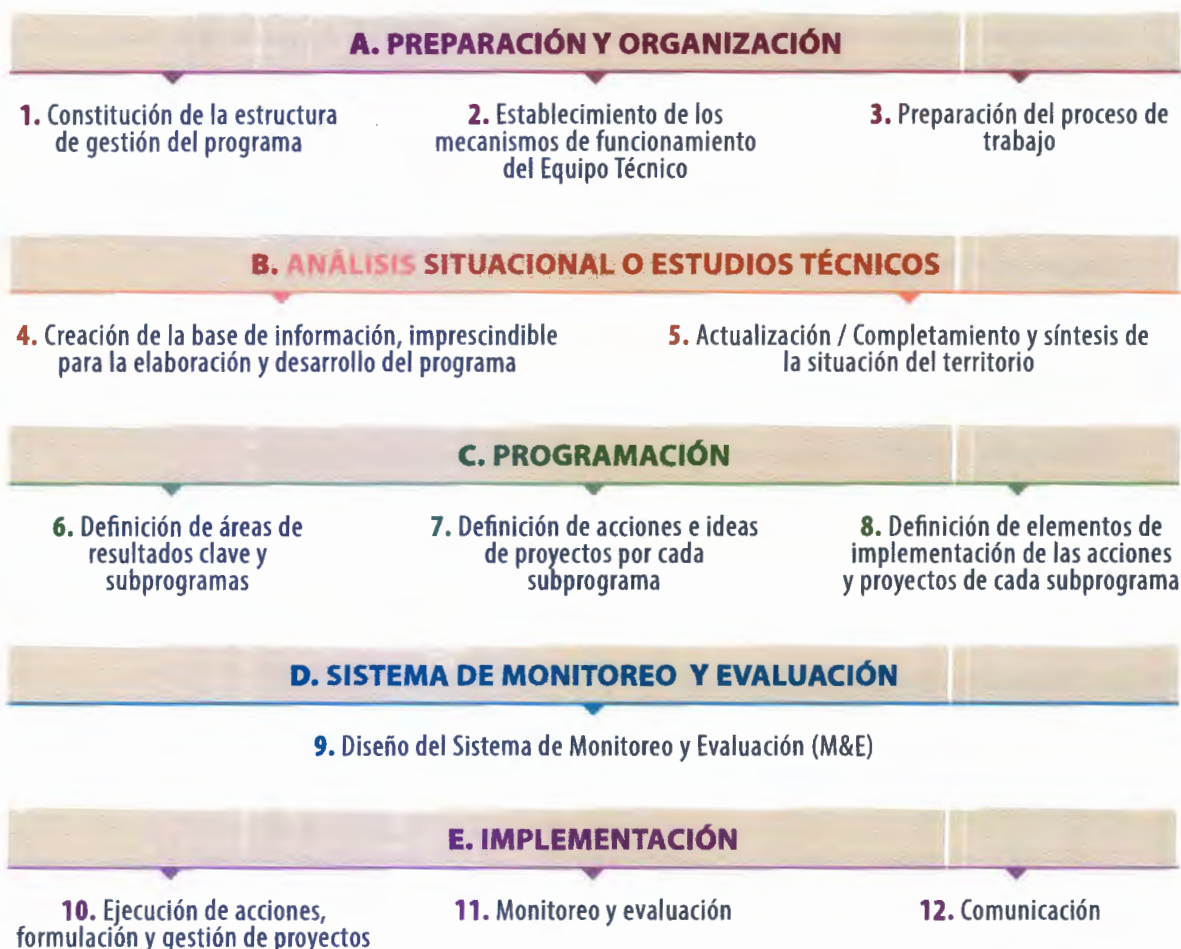 A. PREPARACIÓN Y ORGANIZACIÓN
1. Constitución de la estructura
de gestión del programa
2. Establecimiento de los
mecanismos de funcionamiento
del Equipo Técnico
3. Preparación del proceso de
trabajo
B. ANÁLISIS SITUACIONAL O ESTUDIOS TÉCNICOS
4. Creación de la base de información, imprescindible
para la elaboración y desarrollo del programa
5. Actualización / Completamiento y síntesis de
la situación del territorio
C. PROGRAMACIÓN
6. Definición de áreas de
resultados clave y
subprogramas
7. Definición de acciones e ideas
de proyectos por cada
subprograma
8. Definición de elementos de
implementación de las acciones
y proyectos de cada subprograma
D. SISTEMA DE MONITOREO Y EVALUACIÓN
9. Diseño del Sistema de Monitoreo y Evaluación (M&E)
E. IMPLEMENTACIÓN
10. Ejecución de acciones,
formulación y gestión de proyectos
11. Monitoreo y evaluación
12. Comunicación